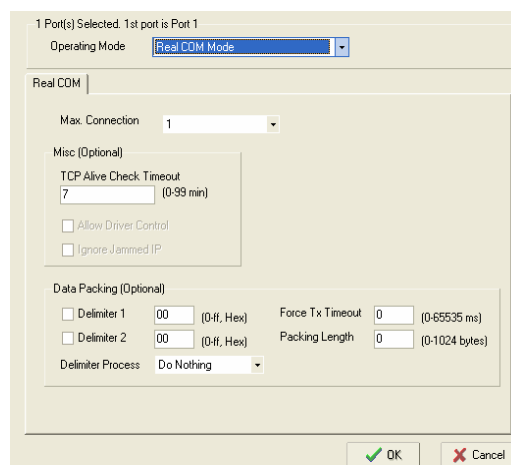 1 Port(s) Selected. 1st port is Port 1
Operating Mode Real COM Mode
Real COM
Max. Connection 1
Misc (Optional)
TCP Alive Check Timeout
7 (0-99 min)
Allow Driver Control
Ignore Jammed IP
Data Packing (Optional)
Delimiter 1 00 (0-ff, Hex) Force Tx Timeout 0 (0-65535 ms)
Delimiter 2 00 (0-ff, Hex) Packing Length 0 (0-1024 bytes)
Delimiter Process Do Nothing
OK Cancel